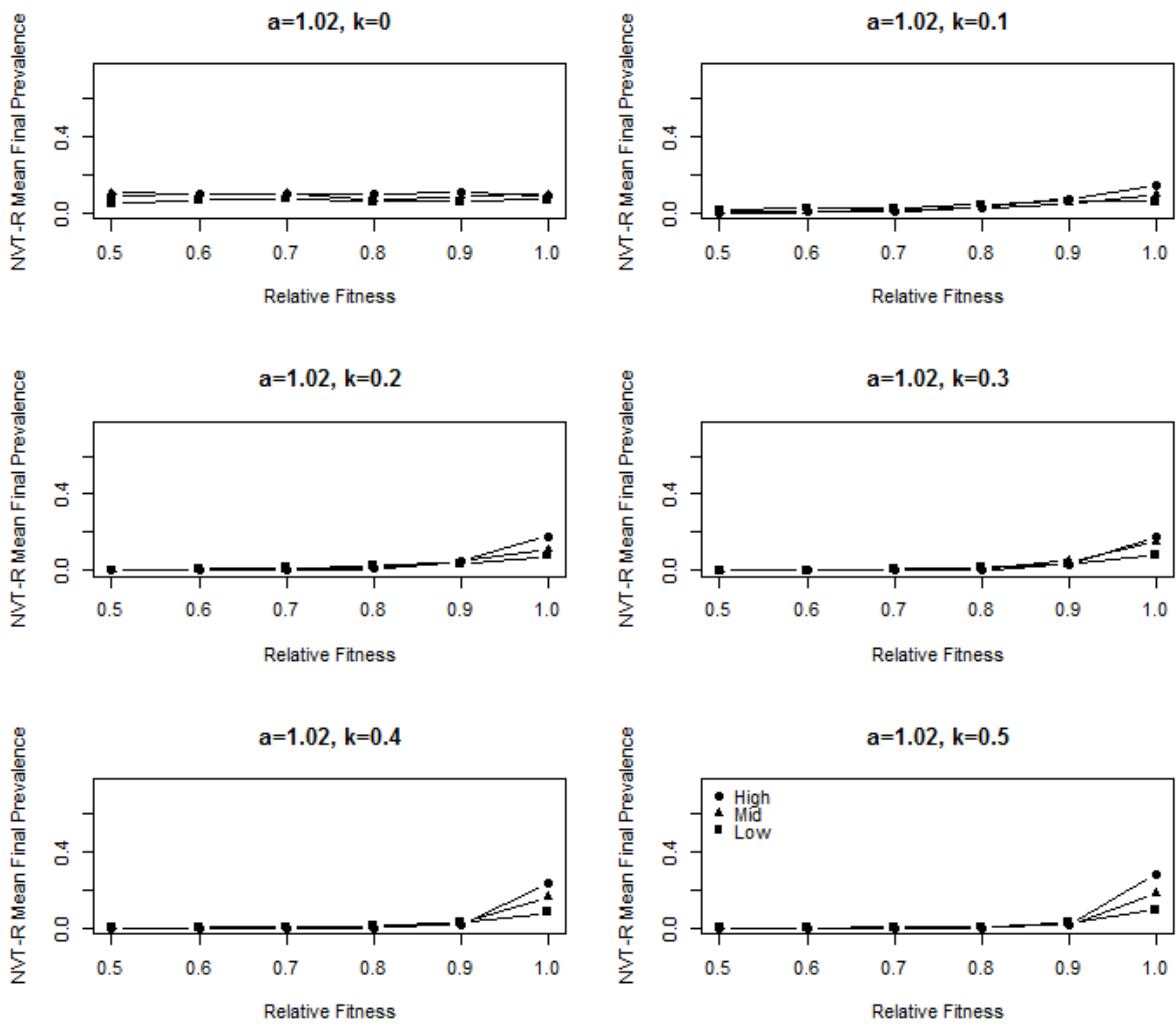 a=1.02, k=0
NVT-R Mean Final Prevalence
0.4
0.0
0.5 0.6 0.7 0.8 0.9 1.0
Relative Fitness
a=1.02, k=0.1
NVT-R Mean Final Prevalence
0.4
0.0
0.5 0.6 0.7 0.8 0.9 1.0
Relative Fitness
a=1.02, k=0.2
NVT-R Mean Final Prevalence
0.4
0.0
0.5 0.6 0.7 0.8 0.9 1.0
Relative Fitness
a=1.02, k=0.3
NVT-R Mean Final Prevalence
0.4
0.0
0.5 0.6 0.7 0.8 0.9 1.0
Relative Fitness
a=1.02, k=0.4
NVT-R Mean Final Prevalence
0.4
0.0
0.5 0.6 0.7 0.8 0.9 1.0
Relative Fitness
a=1.02, k=0.5
NVT-R Mean Final Prevalence
High
Mid
Low
0.4
0.0
0.5 0.6 0.7 0.8 0.9 1.0
Relative Fitness